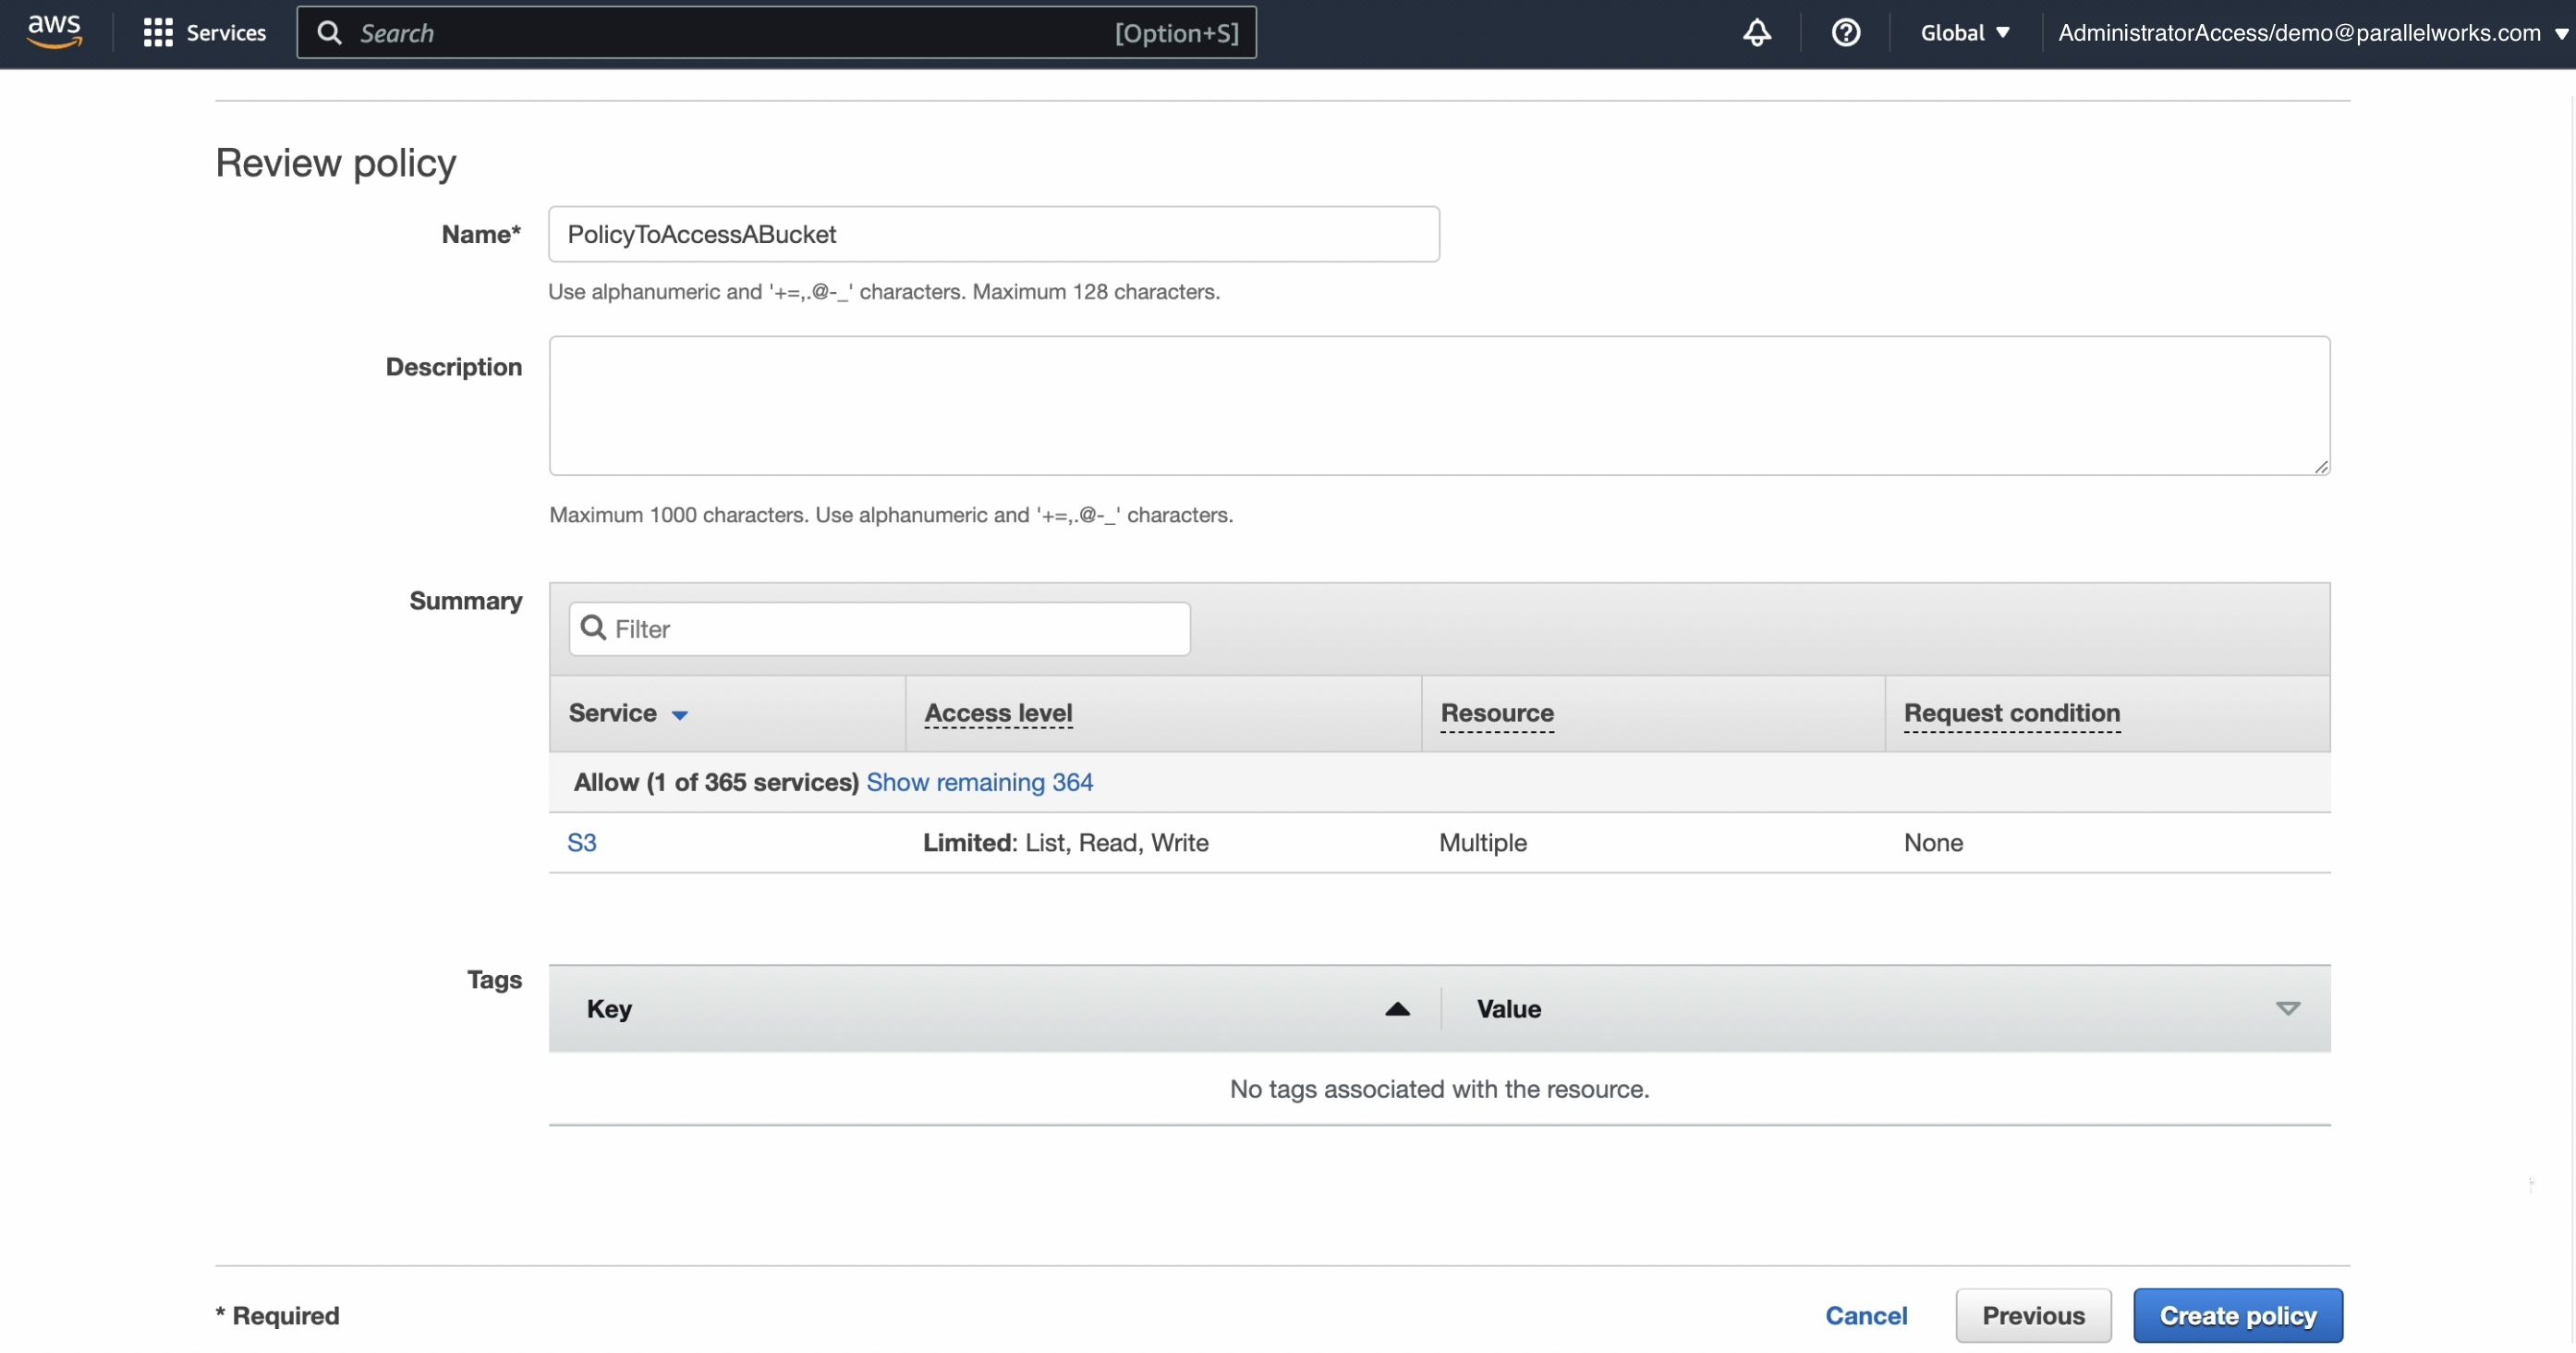 aws Services Search [Option+S] Global AdministratorAccess/demo@parallelworks.com
Review policy
Name* PolicyToAccessABucket
Use alphanumeric and '+=,.@-_' characters. Maximum 128 characters.
Description
Maximum 1000 characters. Use alphanumeric and '+=,.@-_' characters.
Summary Filter
Service Access level Resource Request condition
Allow (1 of 365 services) Show remaining 364
S3 Limited: List, Read, Write Multiple None
Tags
Key Value
No tags associated with the resource.
* Required Cancel Previous Create policy